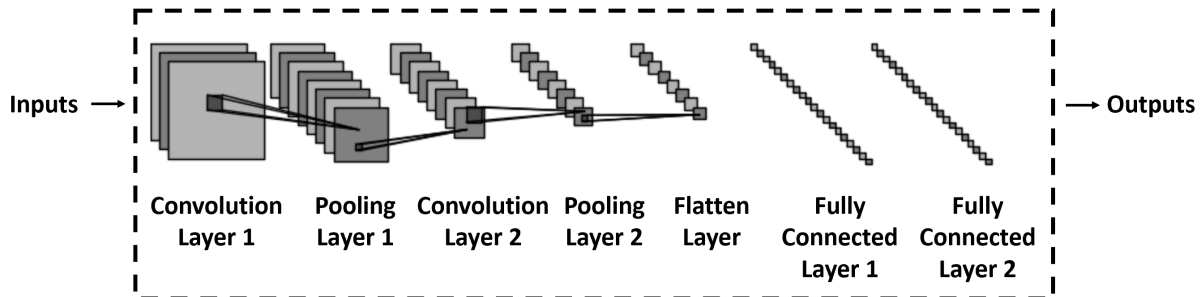 Inputs
Outputs
Convolution
Layer 1
Pooling
Layer 1
Convolution
Layer 2
Pooling
Layer 2
Flatten
Layer
Fully
Connected
Layer 1
Fully
Connected
Layer 2